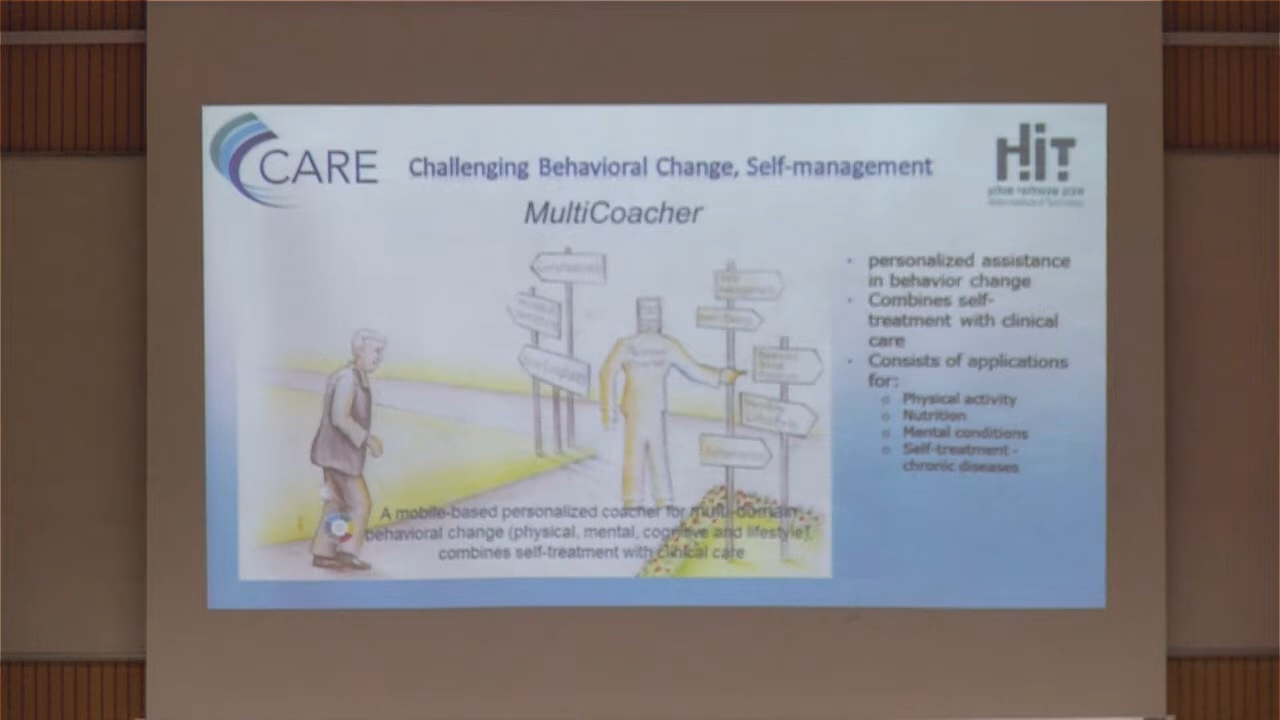 CARE
Challenging Behavioral Change, Self-management
HiT
MultiCoacher
• personalized assistance
in behavior change
• Combines self-
treatment with clinical
care
• Consists of applications
for:
o Physical activity
o Nutrition
o Mental conditions
o Self-treatment -
chronic diseases
A mobile-based personalized coacher for multi-domain
behavioral change (physical, mental, cognitive and lifestyle),
combines self-treatment with clinical care